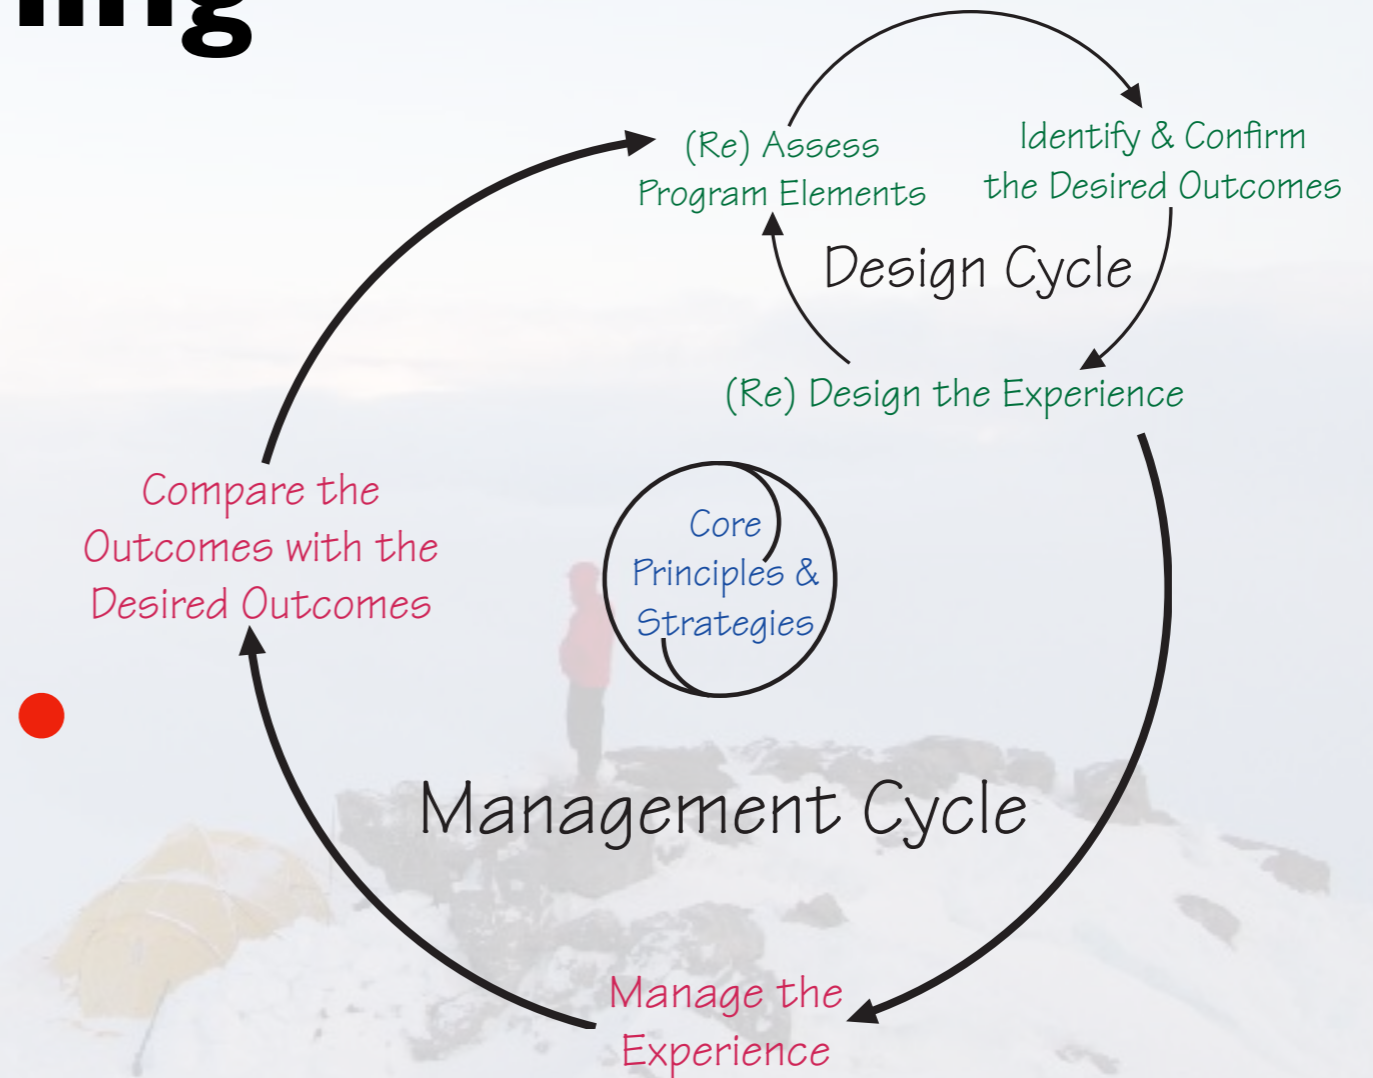 (Re) Assess
Program Elements
Identify & Confirm
the Desired Outcomes
Design Cycle
(Re) Design the Experience
Compare the
Outcomes with the
Desired Outcomes
Core
Principles &
Strategies
Management Cycle
Manage the
Experience